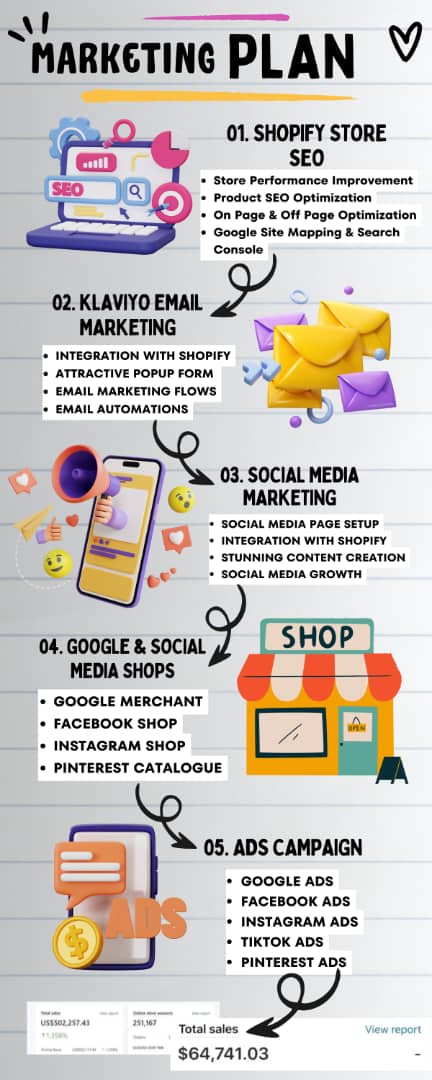 MARKETING PLAN
01. SHOPIFY STORE
SEO
SEO
• Store Performance Improvement
• Product SEO Optimization
• On Page & Off Page Optimization
• Google Site Mapping & Search
Console
02. KLAVIYO EMAIL
MARKETING
• INTEGRATION WITH SHOPIFY
• ATTRACTIVE POPUP FORM
• EMAIL MARKETING FLOWS
• EMAIL AUTOMATIONS
03. SOCIAL MEDIA
MARKETING
• SOCIAL MEDIA PAGE SETUP
• INTEGRATION WITH SHOPIFY
• STUNNING CONTENT CREATION
• SOCIAL MEDIA GROWTH
04. GOOGLE & SOCIAL
MEDIA SHOPS
• GOOGLE MERCHANT
• FACEBOOK SHOP
• INSTAGRAM SHOP
• PINTEREST CATALOGUE
SHOP
OPEN
05. ADS CAMPAIGN
• GOOGLE ADS
• FACEBOOK ADS
• INSTAGRAM ADS
• TIKTOK ADS
• PINTEREST ADS
ADS
Total sales View report
US$502,257.43
Online store sessions
251,167
Total sales View report
$64,741.03 -